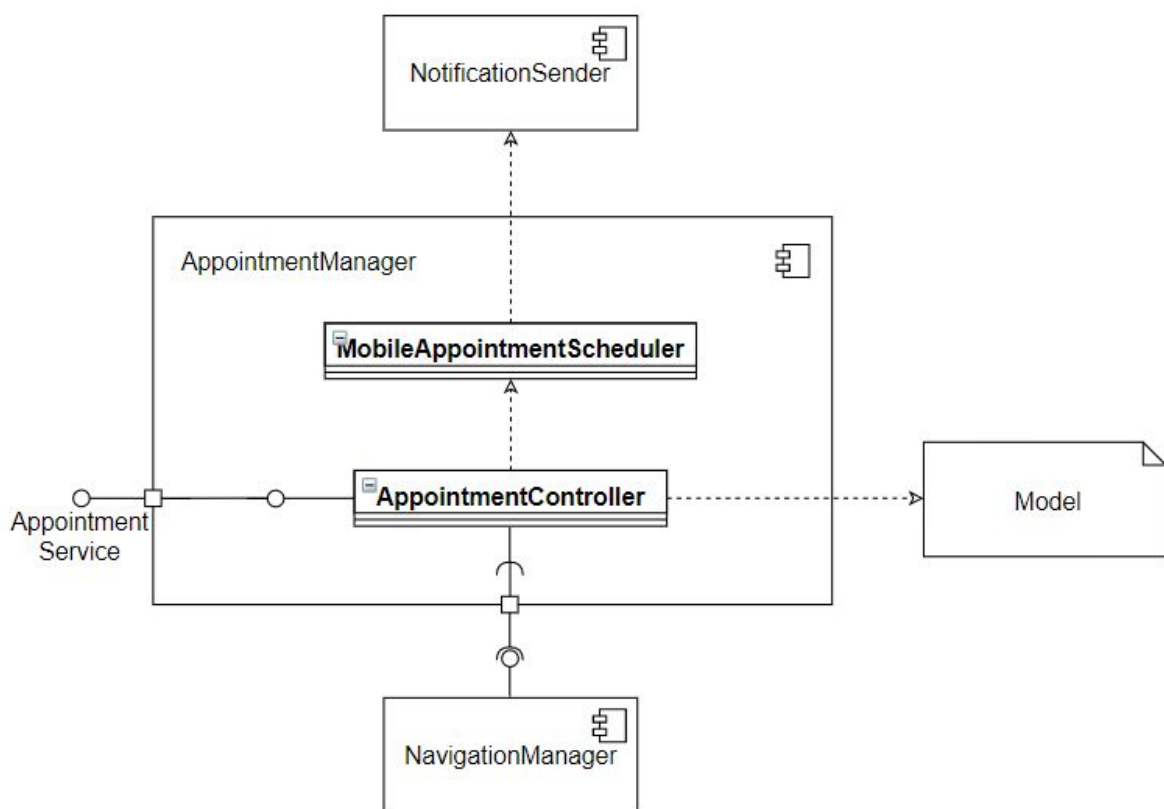 NotificationSender
AppointmentManager
MobileAppointmentScheduler
AppointmentController
Appointment
Service
Model
NavigationManager